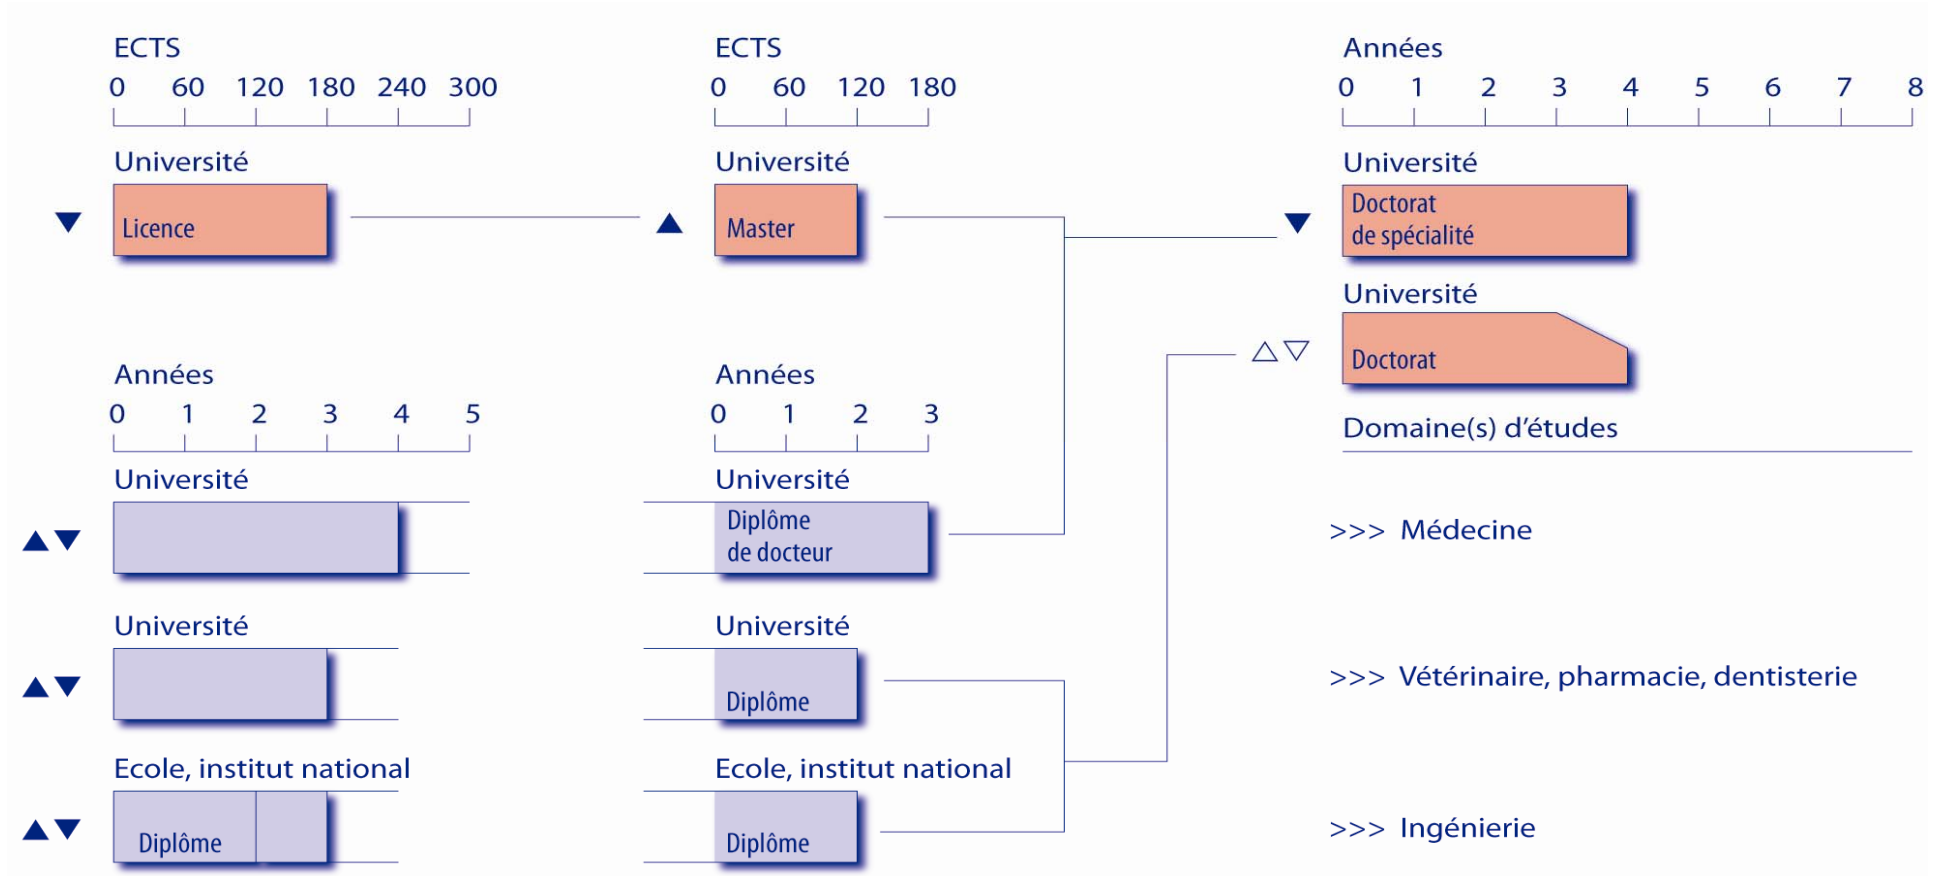 ECTS
0 60 120 180 240 300
ECTS
0 60 120 180
Années
0 1 2 3 4 5 6 7 8
Université
Licence
Université
Master
Université
Doctorat
de spécialité
Université
Doctorat
Années
0 1 2 3 4 5
Années
0 1 2 3
Domaine(s) d'études
Université
Université
Diplôme
de docteur
>>> Médecine
Université
Université
Diplôme
>>> Vétérinaire, pharmacie, dentisterie
Ecole, institut national
Diplôme
Ecole, institut national
Diplôme
>>> Ingénierie